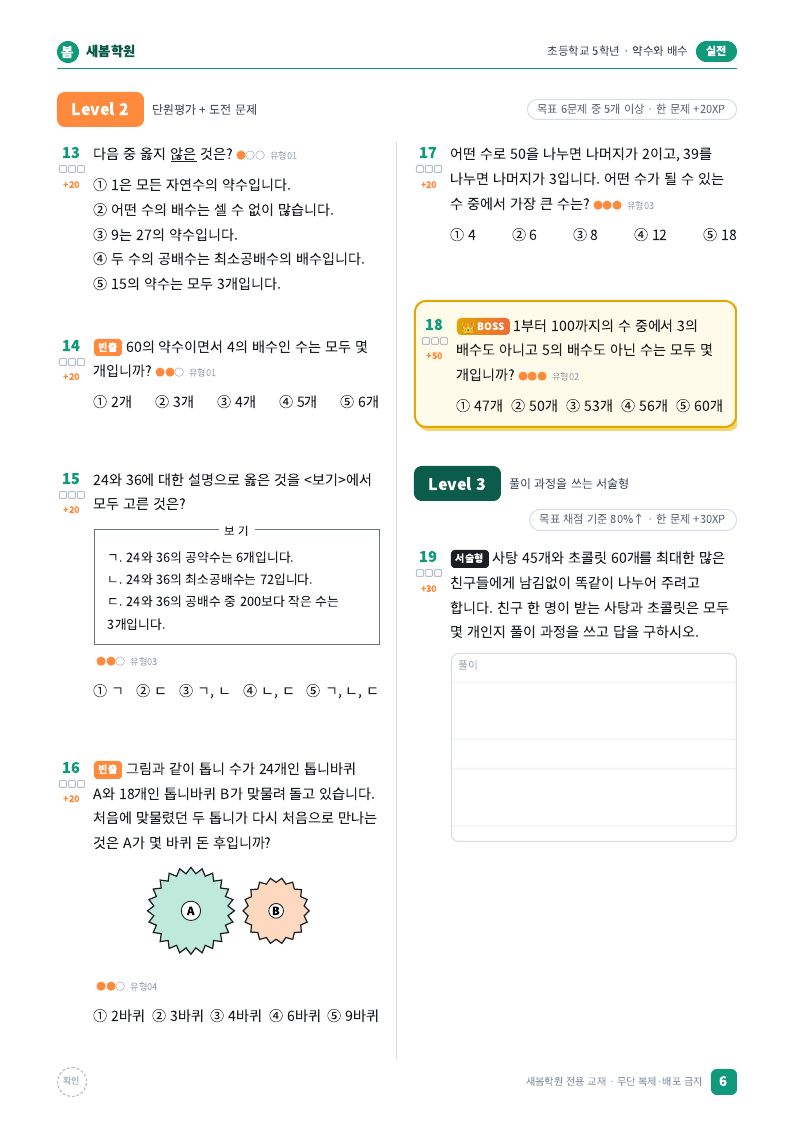 봄 새봄학원
초등학교 5학년 · 약수와 배수 실전
Level 2 단원평가 + 도전 문제
목표 6문제 중 5개 이상 · 한 문제 +20XP
13 다음 중 옳지 않은 것은? 유형01
+20
① 1은 모든 자연수의 약수입니다.
② 어떤 수의 배수는 셀 수 없이 많습니다.
③ 9는 27의 약수입니다.
④ 두 수의 공배수는 최소공배수의 배수입니다.
⑤ 15의 약수는 모두 3개입니다.
14 빈출 60의 약수이면서 4의 배수인 수는 모두 몇
+20 개입니까? 유형01
① 2개 ② 3개 ③ 4개 ④ 5개 ⑤ 6개
15 24와 36에 대한 설명으로 옳은 것을 <보기>에서
+20 모두 고른 것은?
보 기
ㄱ. 24와 36의 공약수는 6개입니다.
ㄴ. 24와 36의 최소공배수는 72입니다.
ㄷ. 24와 36의 공배수 중 200보다 작은 수는
3개입니다.
유형03
① ㄱ ② ㄷ ③ ㄱ, ㄴ ④ ㄴ, ㄷ ⑤ ㄱ, ㄴ, ㄷ
16 빈출 그림과 같이 톱니 수가 24개인 톱니바퀴
+20 A와 18개인 톱니바퀴 B가 맞물려 돌고 있습니다.
처음에 맞물렸던 두 톱니가 다시 처음으로 만나는
것은 A가 몇 바퀴 돈 후입니까?
A B
유형04
① 2바퀴 ② 3바퀴 ③ 4바퀴 ④ 6바퀴 ⑤ 9바퀴
17 어떤 수로 50을 나누면 나머지가 2이고, 39를
+20 나누면 나머지가 3입니다. 어떤 수가 될 수 있는
수 중에서 가장 큰 수는? 유형03
① 4 ② 6 ③ 8 ④ 12 ⑤ 18
18 BOSS 1부터 100까지의 수 중에서 3의
+50 배수도 아니고 5의 배수도 아닌 수는 모두 몇
개입니까? 유형02
① 47개 ② 50개 ③ 53개 ④ 56개 ⑤ 60개
Level 3 풀이 과정을 쓰는 서술형
목표 채점 기준 80%↑ · 한 문제 +30XP
19 서술형 사탕 45개와 초콜릿 60개를 최대한 많은
+30 친구들에게 남김없이 똑같이 나누어 주려고
합니다. 친구 한 명이 받는 사탕과 초콜릿은 모두
몇 개인지 풀이 과정을 쓰고 답을 구하시오.
풀이
확인
새봄학원 전용 교재 · 무단 복제·배포 금지 6